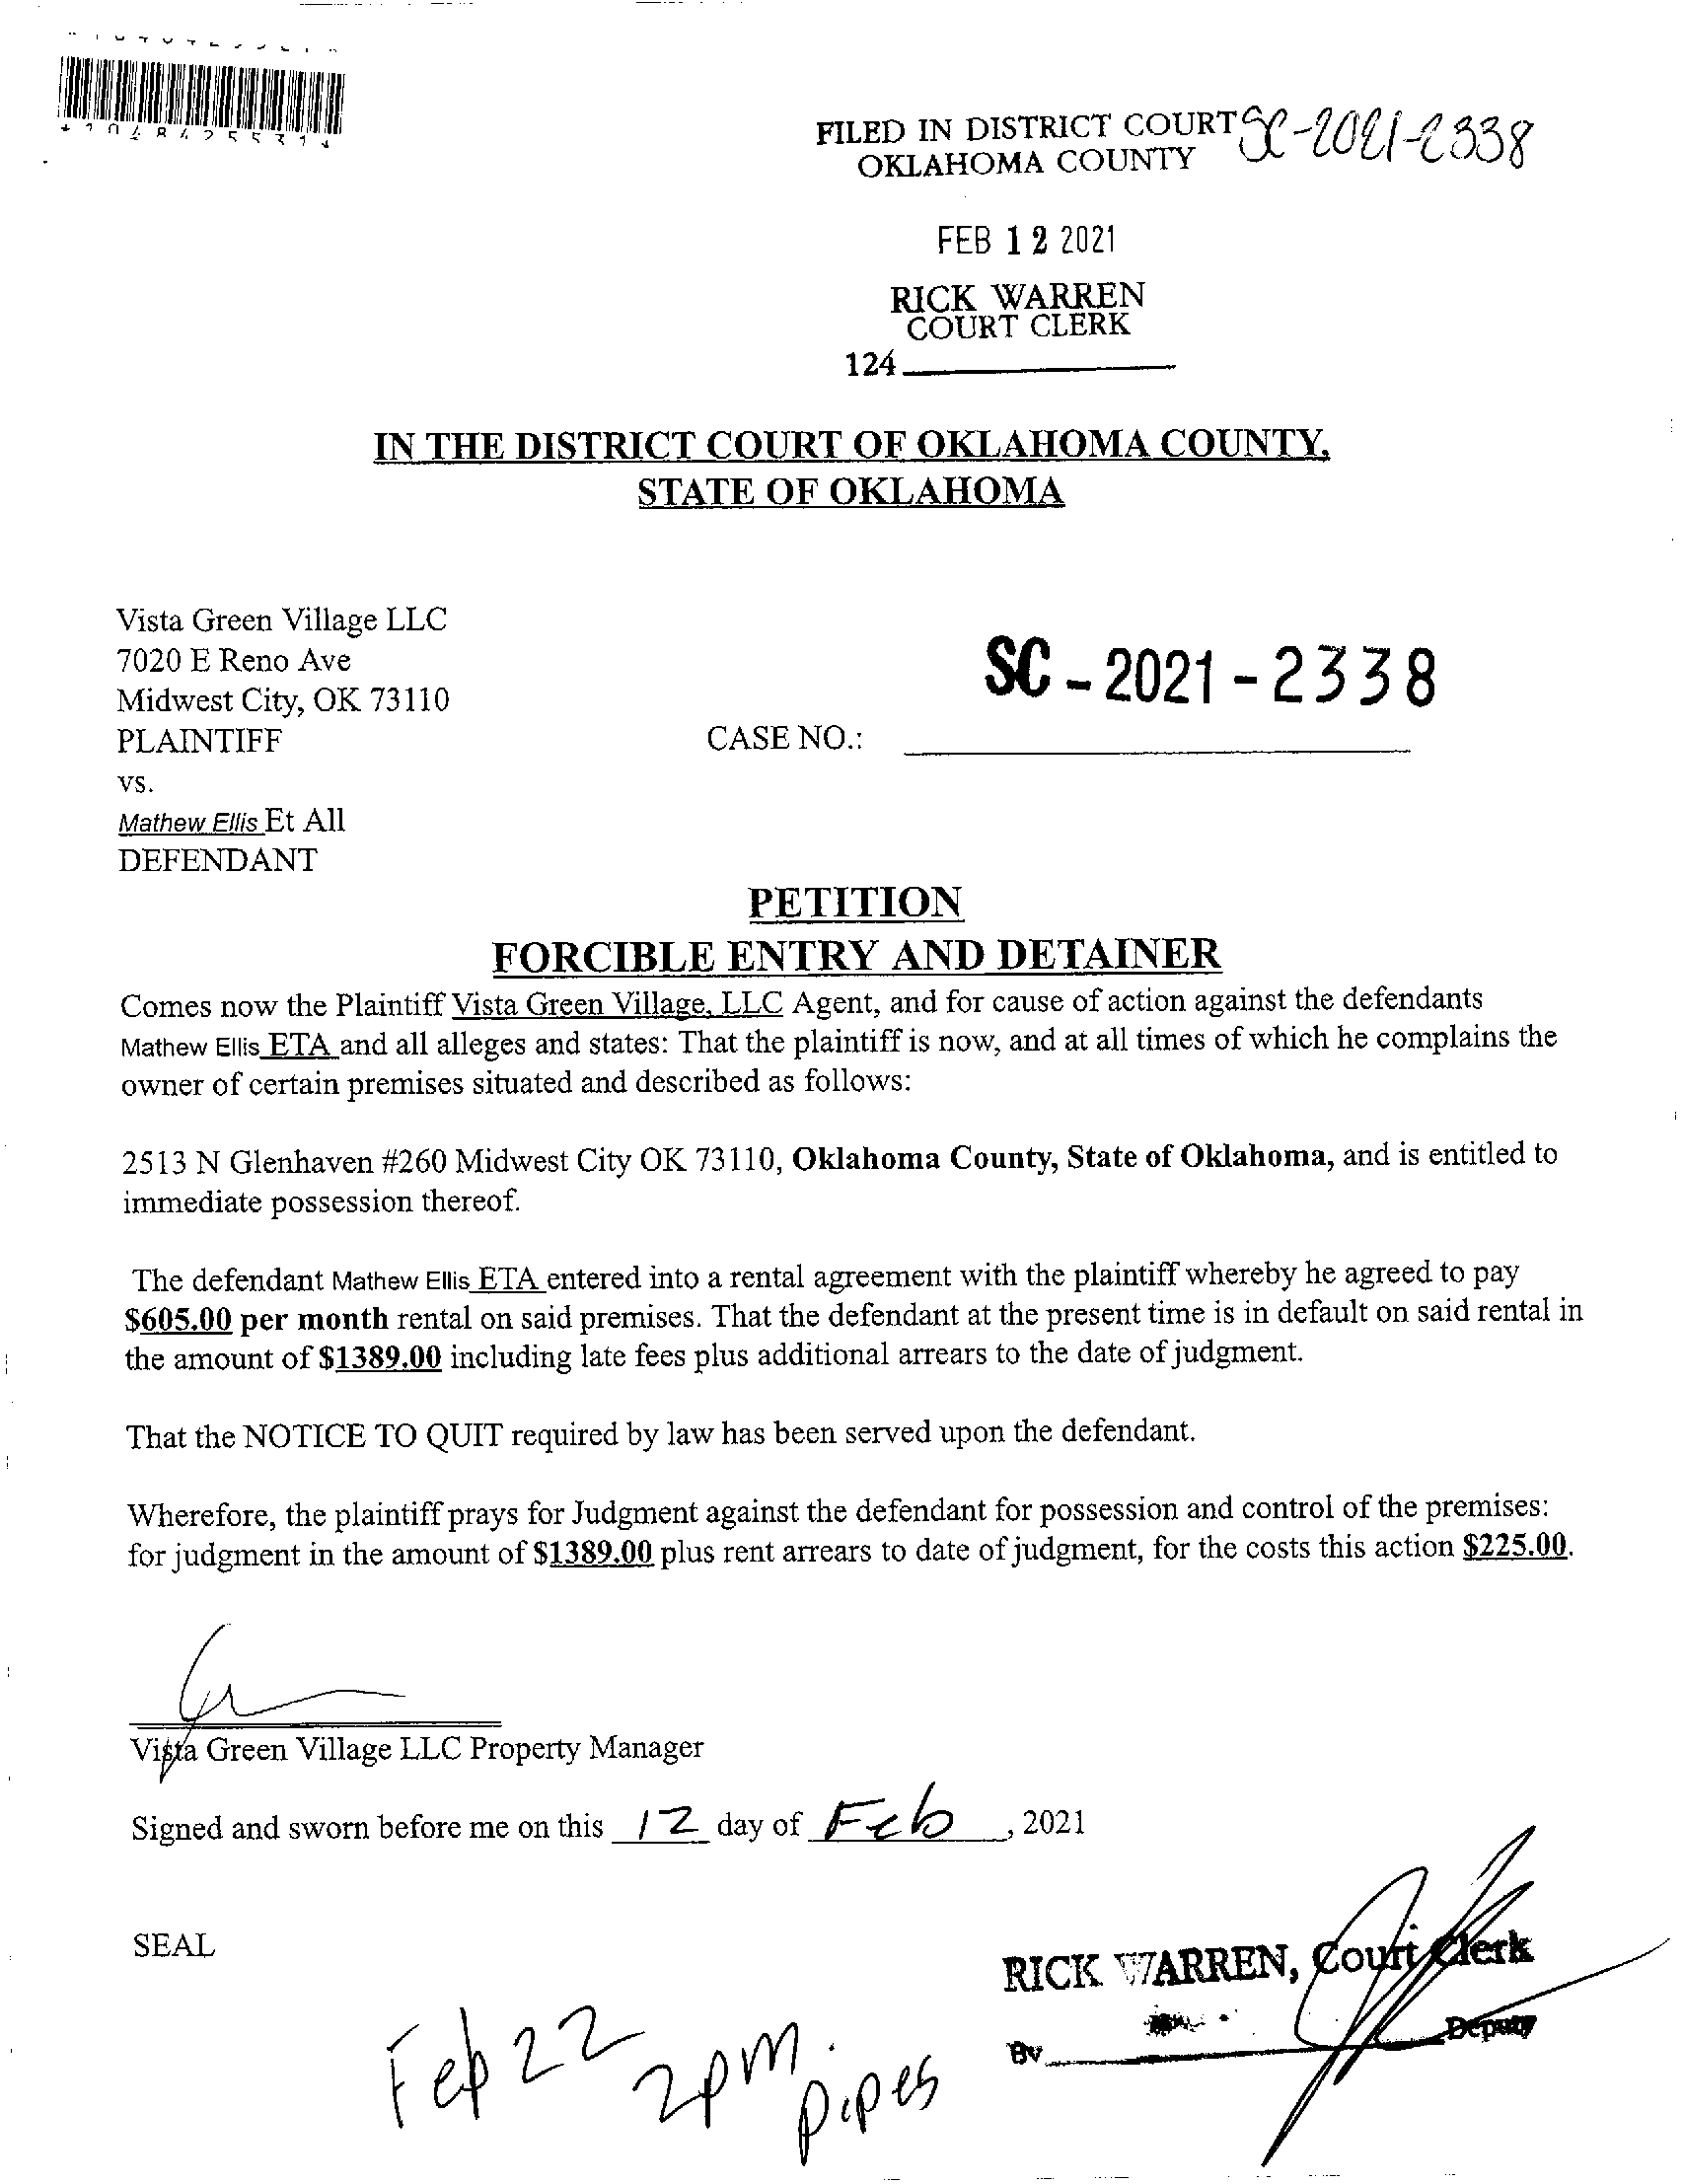 FILED IN DISTRICT COURT SC-2021-2338
OKLAHOMA COUNTY
FEB 12 2021
RICK WARREN
COURT CLERK
124
IN THE DISTRICT COURT OF OKLAHOMA COUNTY,
STATE OF OKLAHOMA
Vista Green Village LLC
7020 E Reno Ave
Midwest City, OK 73110
PLAINTIFF
vs.
Mathew Ellis Et All
DEFENDANT
SC - 2021 - 2338
CASE NO.:
PETITION
FORCIBLE ENTRY AND DETAINER
Comes now the Plaintiff Vista Green Village, LLC Agent, and for cause of action against the defendants
Mathew Ellis ETA and all alleges and states: That the plaintiff is now, and at all times of which he complains the
owner of certain premises situated and described as follows:
2513 N Glenhaven #260 Midwest City OK 73110, Oklahoma County, State of Oklahoma, and is entitled to
immediate possession thereof.
The defendant Mathew Ellis ETA entered into a rental agreement with the plaintiff whereby he agreed to pay
$605.00 per month rental on said premises. That the defendant at the present time is in default on said rental in
the amount of $1389.00 including late fees plus additional arrears to the date of judgment.
That the NOTICE TO QUIT required by law has been served upon the defendant.
Wherefore, the plaintiff prays for Judgment against the defendant for possession and control of the premises:
for judgment in the amount of $1389.00 plus rent arrears to date of judgment, for the costs this action $225.00.
Vista Green Village LLC Property Manager
Signed and sworn before me on this 12 day of Feb, 2021
SEAL
RICK WARREN, Court Clerk
By Deputy
Feb 22
2pm.
Pipes